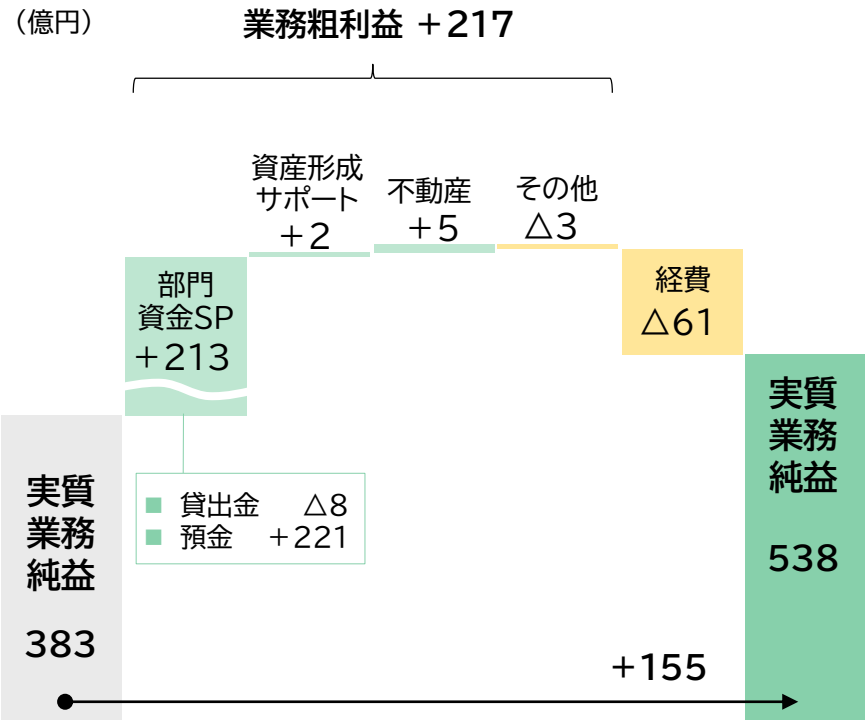 （億円）
業務粗利益 ＋217
資産形成
サポート
＋2
不動産
＋5
その他
△3
部門
資金SP
＋213
経費
△61
■ 貸出金 △8
■ 預金 ＋221
実質
業務
純益
383
実質
業務
純益
538
＋155